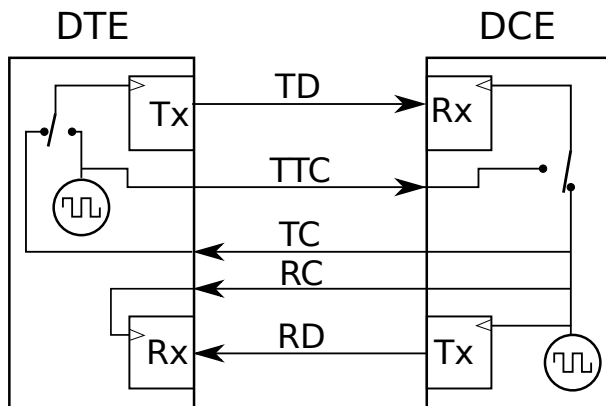 DTE DCE
Tx TD Rx
TTC
TC
RC
Rx RD Tx